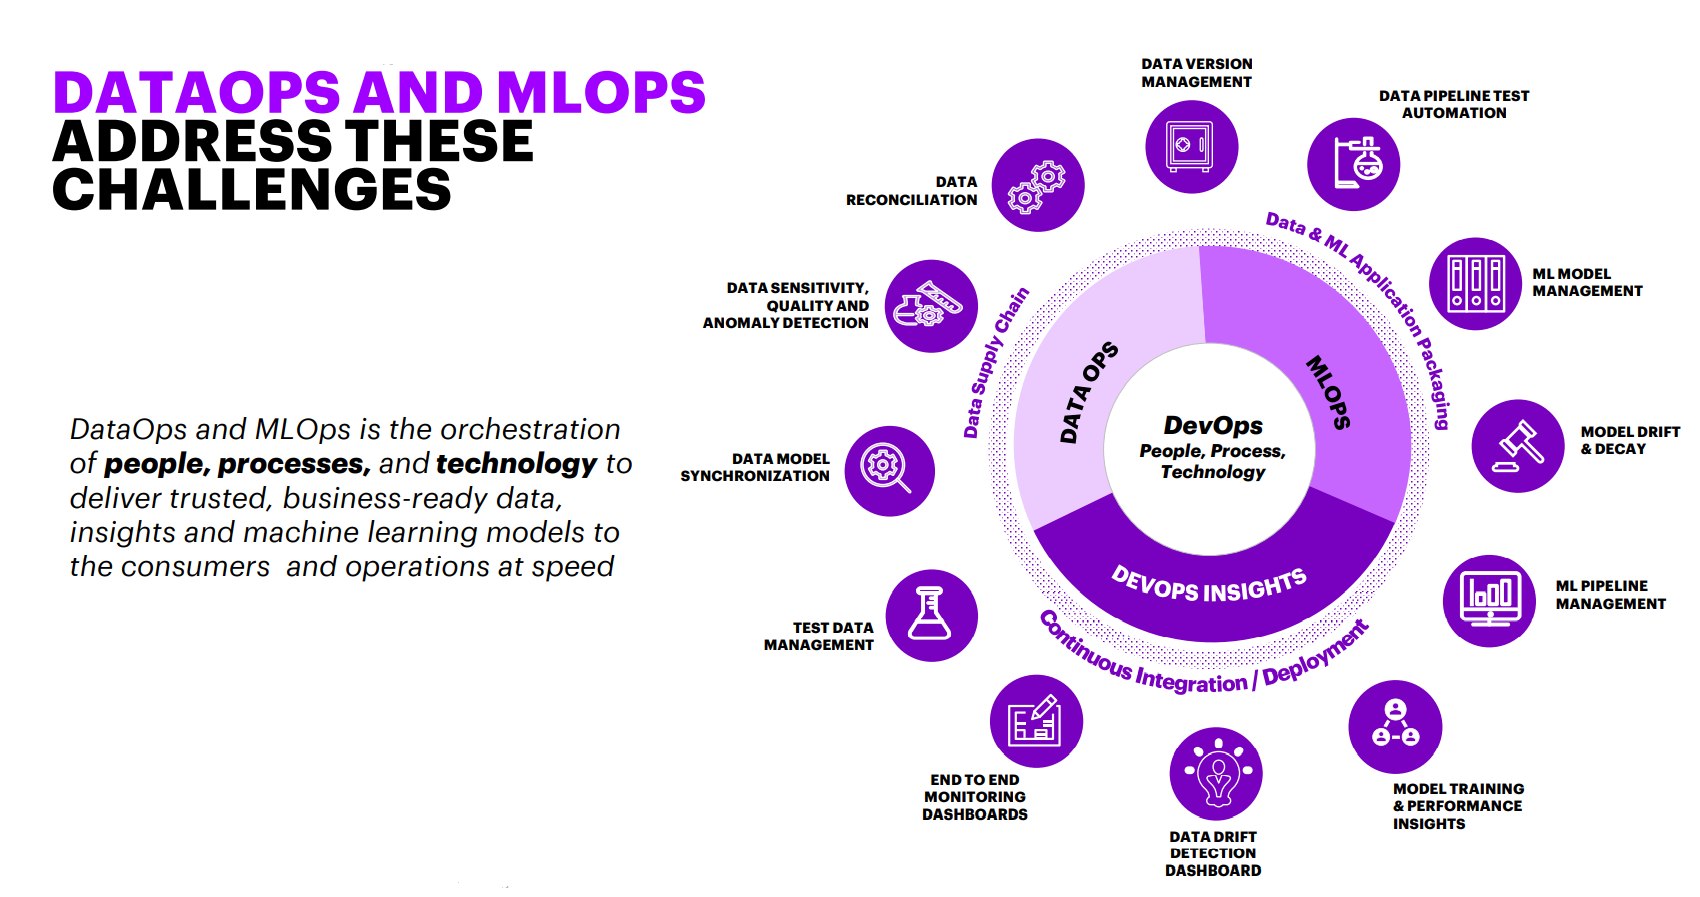 DATAOPS AND MLOPS
ADDRESS THESE
CHALLENGES
DataOps and MLOps is the orchestration
of people, processes, and technology to
deliver trusted, business-ready data,
insights and machine learning models to
the consumers and operations at speed
DATA VERSION
MANAGEMENT
DATA PIPELINE TEST
AUTOMATION
ML MODEL
MANAGEMENT
MODEL DRIFT
& DECAY
ML PIPELINE
MANAGEMENT
MODEL TRAINING
& PERFORMANCE
INSIGHTS
DATA DRIFT
DETECTION
DASHBOARD
END TO END
MONITORING
DASHBOARDS
TEST DATA
MANAGEMENT
DATA MODEL
SYNCHRONIZATION
DATA SENSITIVITY,
QUALITY AND
ANOMALY DETECTION
DATA
RECONCILIATION
Data Supply Chain
Data & ML Application Packaging
Continuous Integration / Deployment
DATA OPS
MLOPS
DEVOPS INSIGHTS
DevOps
People, Process,
Technology